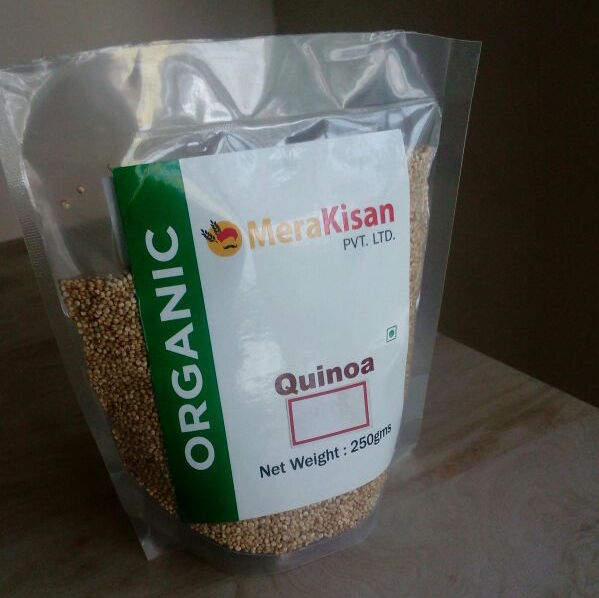 ORGANIC
MeraKisan
PVT. LTD.
Quinoa
Net Weight : 250gms